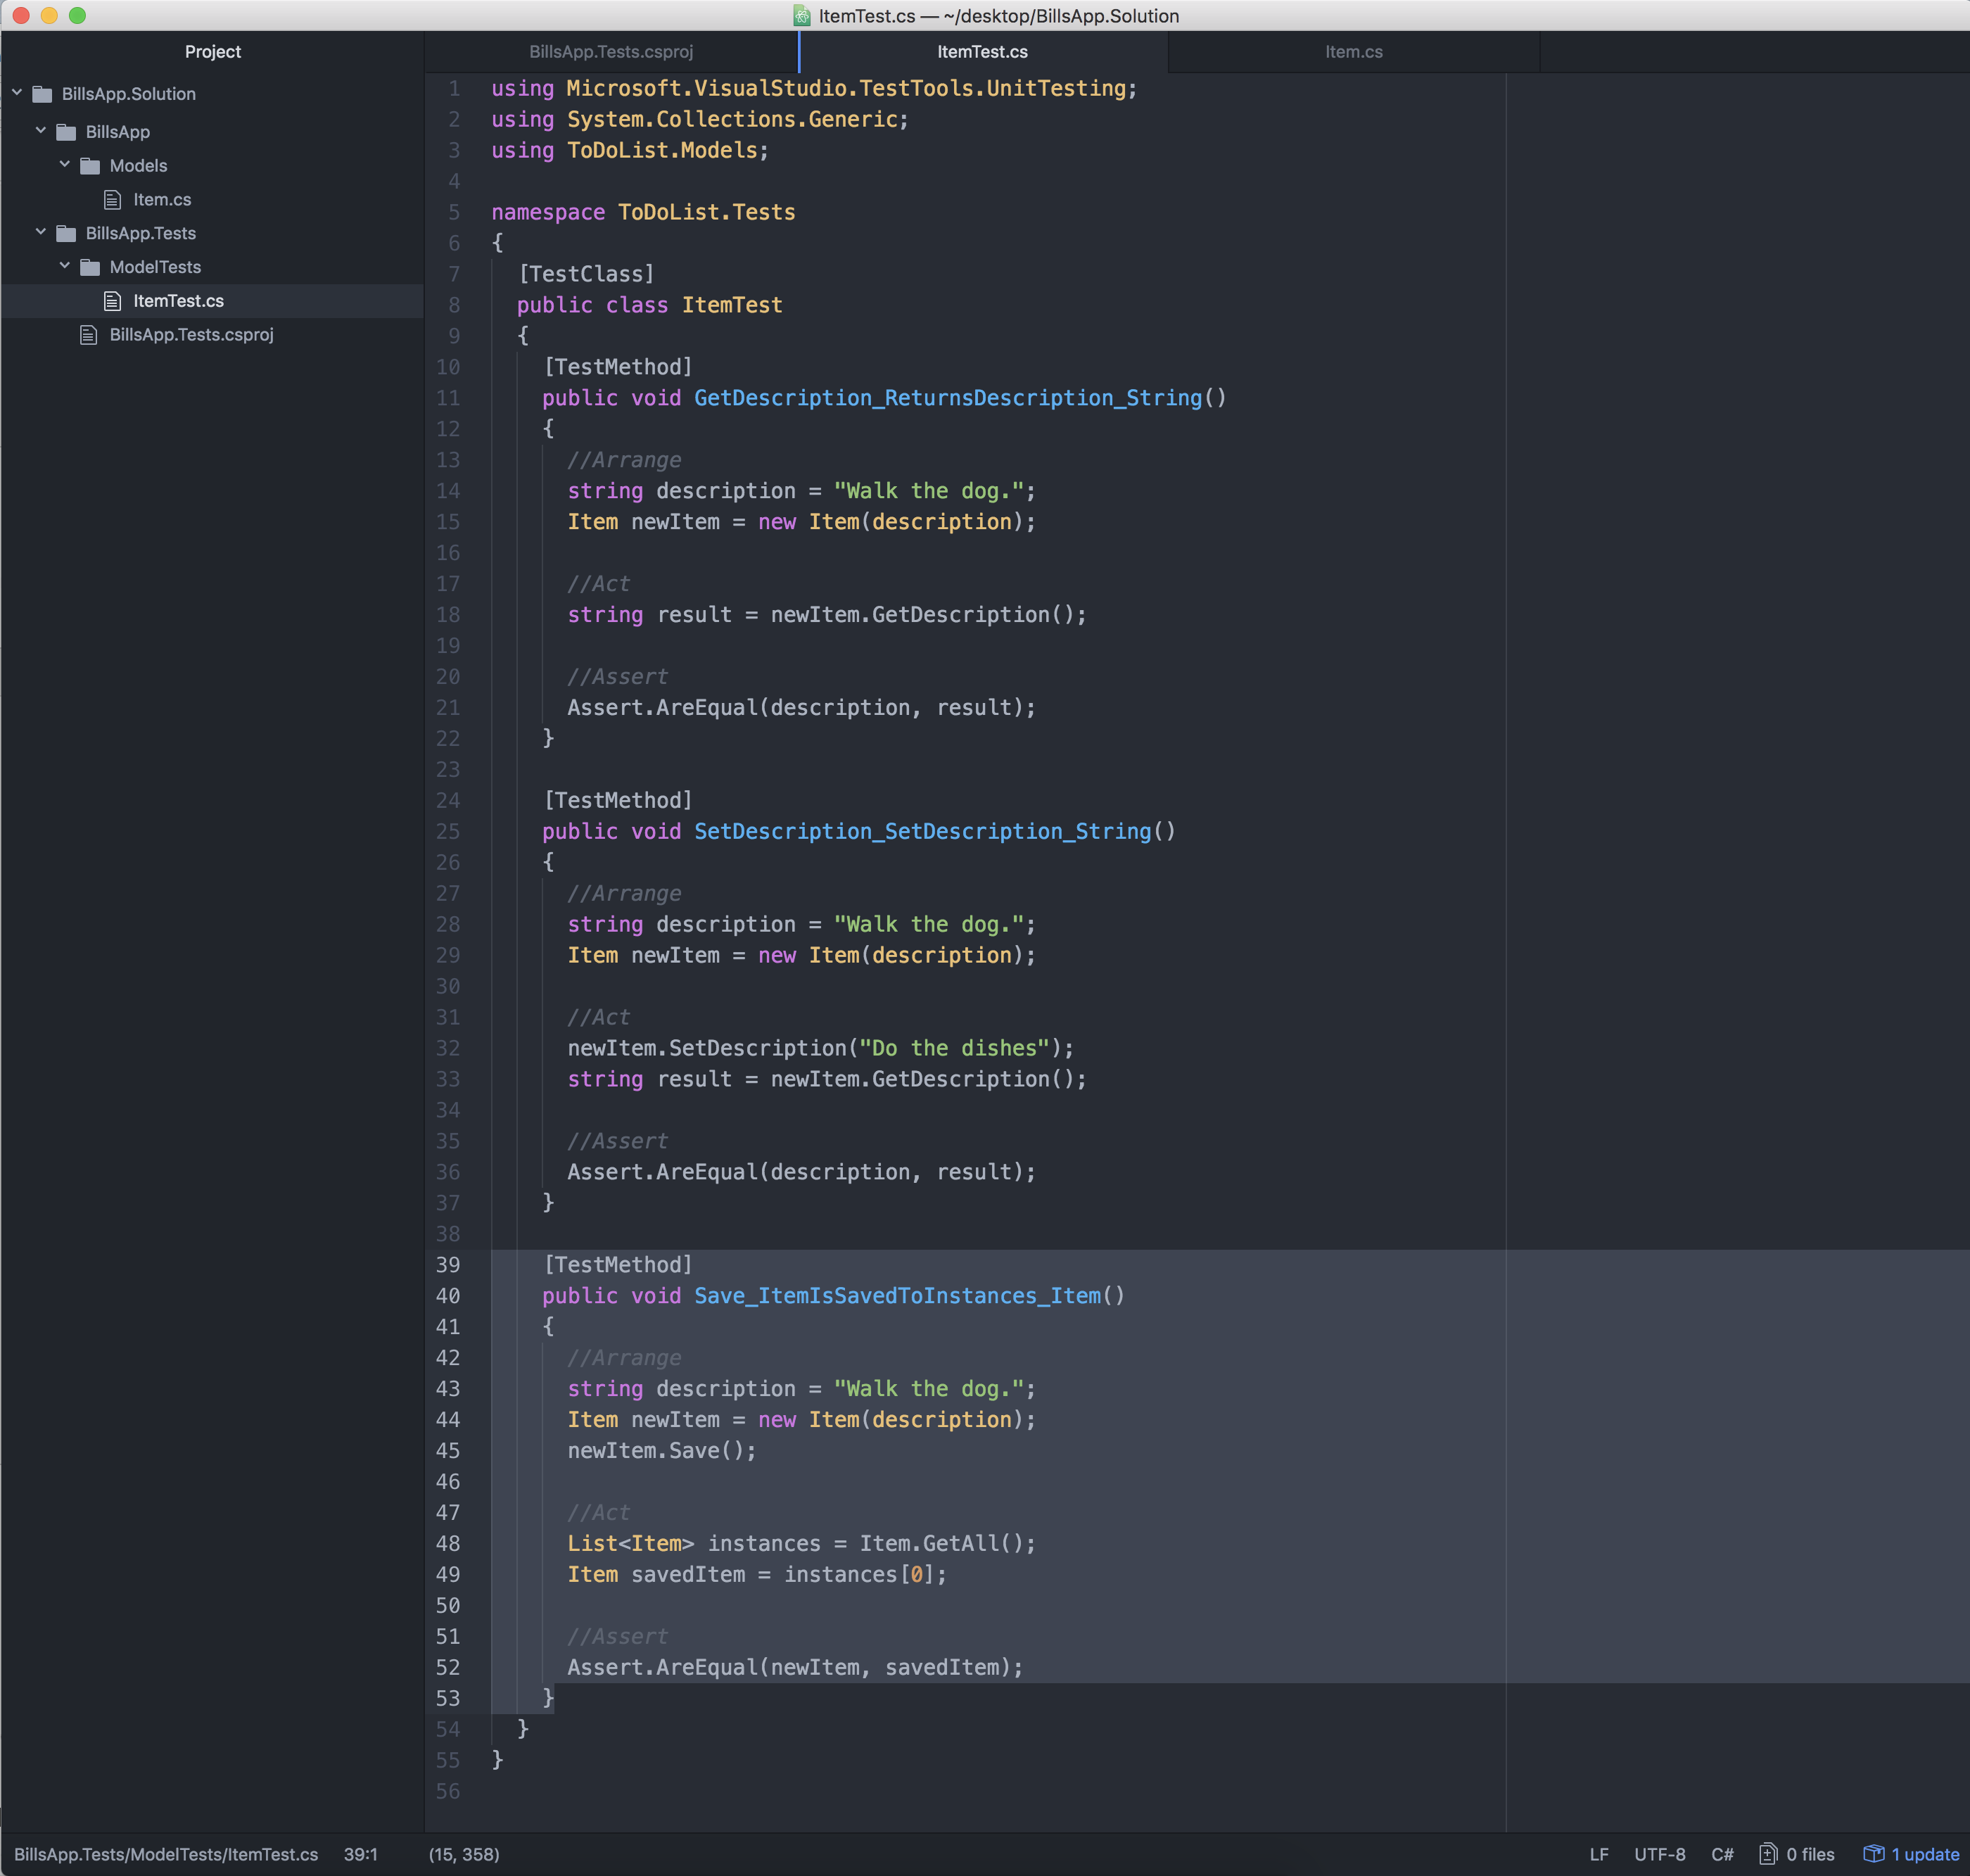 ItemTest.cs — ~/desktop/BillsApp.Solution
Project
BillsApp.Tests.csproj
ItemTest.cs
Item.cs
BillsApp.Solution
BillsApp
Models
Item.cs
BillsApp.Tests
ModelTests
ItemTest.cs
BillsApp.Tests.csproj
1 using Microsoft.VisualStudio.TestTools.UnitTesting;
2 using System.Collections.Generic;
3 using ToDoList.Models;
4
5 namespace ToDoList.Tests
6 {
7 [TestClass]
8 public class ItemTest
9 {
10 [TestMethod]
11 public void GetDescription_ReturnsDescription_String()
12 {
13 //Arrange
14 string description = "Walk the dog.";
15 Item newItem = new Item(description);
16
17 //Act
18 string result = newItem.GetDescription();
19
20 //Assert
21 Assert.AreEqual(description, result);
22 }
23
24 [TestMethod]
25 public void SetDescription_SetDescription_String()
26 {
27 //Arrange
28 string description = "Walk the dog.";
29 Item newItem = new Item(description);
30
31 //Act
32 newItem.SetDescription("Do the dishes");
33 string result = newItem.GetDescription();
34
35 //Assert
36 Assert.AreEqual(description, result);
37 }
38
39 [TestMethod]
40 public void Save_ItemIsSavedToInstances_Item()
41 {
42 //Arrange
43 string description = "Walk the dog.";
44 Item newItem = new Item(description);
45 newItem.Save();
46
47 //Act
48 List<Item> instances = Item.GetAll();
49 Item savedItem = instances[0];
50
51 //Assert
52 Assert.AreEqual(newItem, savedItem);
53 }
54 }
55 }
56
BillsApp.Tests/ModelTests/ItemTest.cs 39:1 (15, 358) LF UTF-8 C# 0 files 1 update